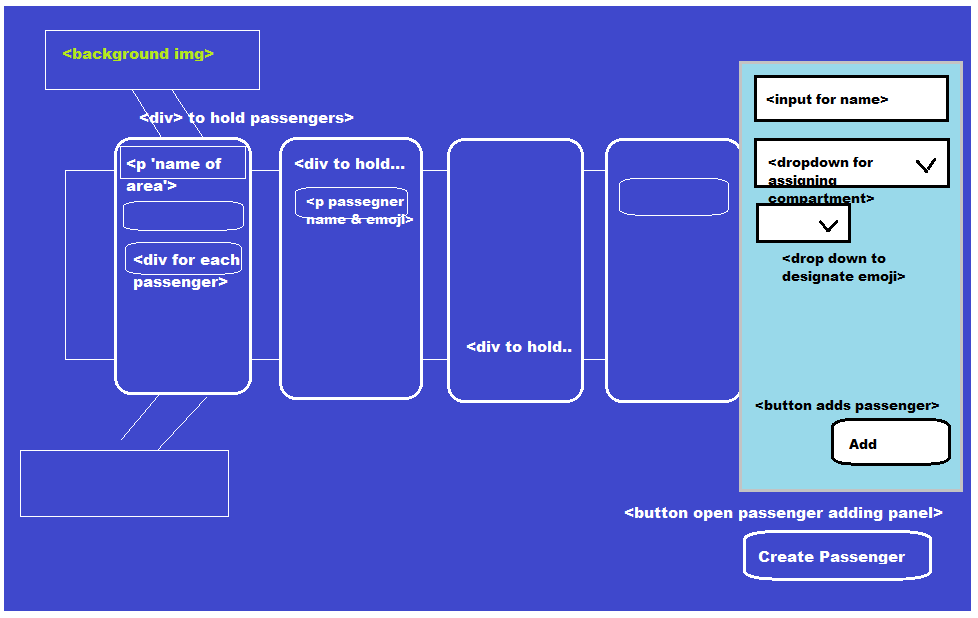 <background img>
<div> to hold passengers>
<p 'name of
area'>
<div for each
passenger>
<div to hold...
<p passegner
name & emoji>
<div to hold..
<input for name>
<dropdown for
assigning
compartment>
<drop down to
designate emoji>
<button adds passenger>
Add
<button open passenger adding panel>
Create Passenger